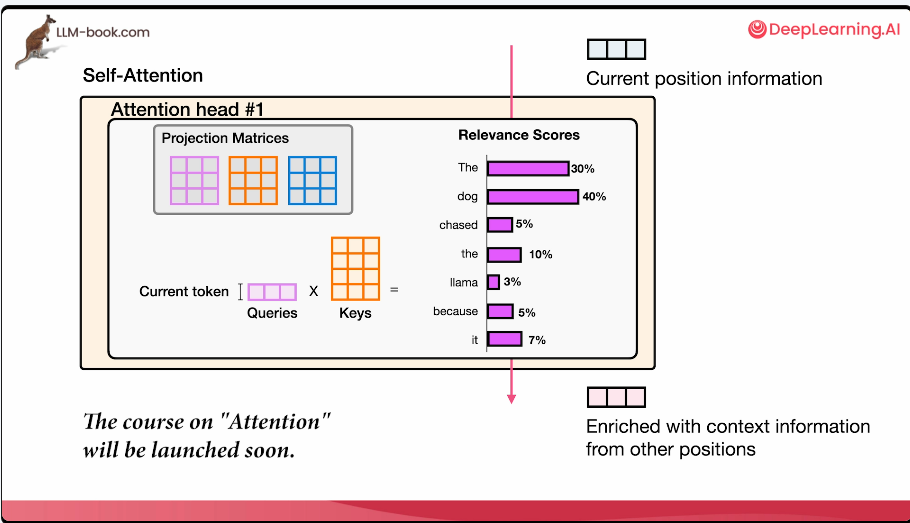 LLM-book.com
DeepLearning.AI
Self-Attention
Current position information
Attention head #1
Projection Matrices
Relevance Scores
The 30%
dog 40%
chased 5%
the 10%
llama 3%
because 5%
it 7%
Current token
X
=
Queries
Keys
The course on "Attention"
will be launched soon.
Enriched with context information
from other positions